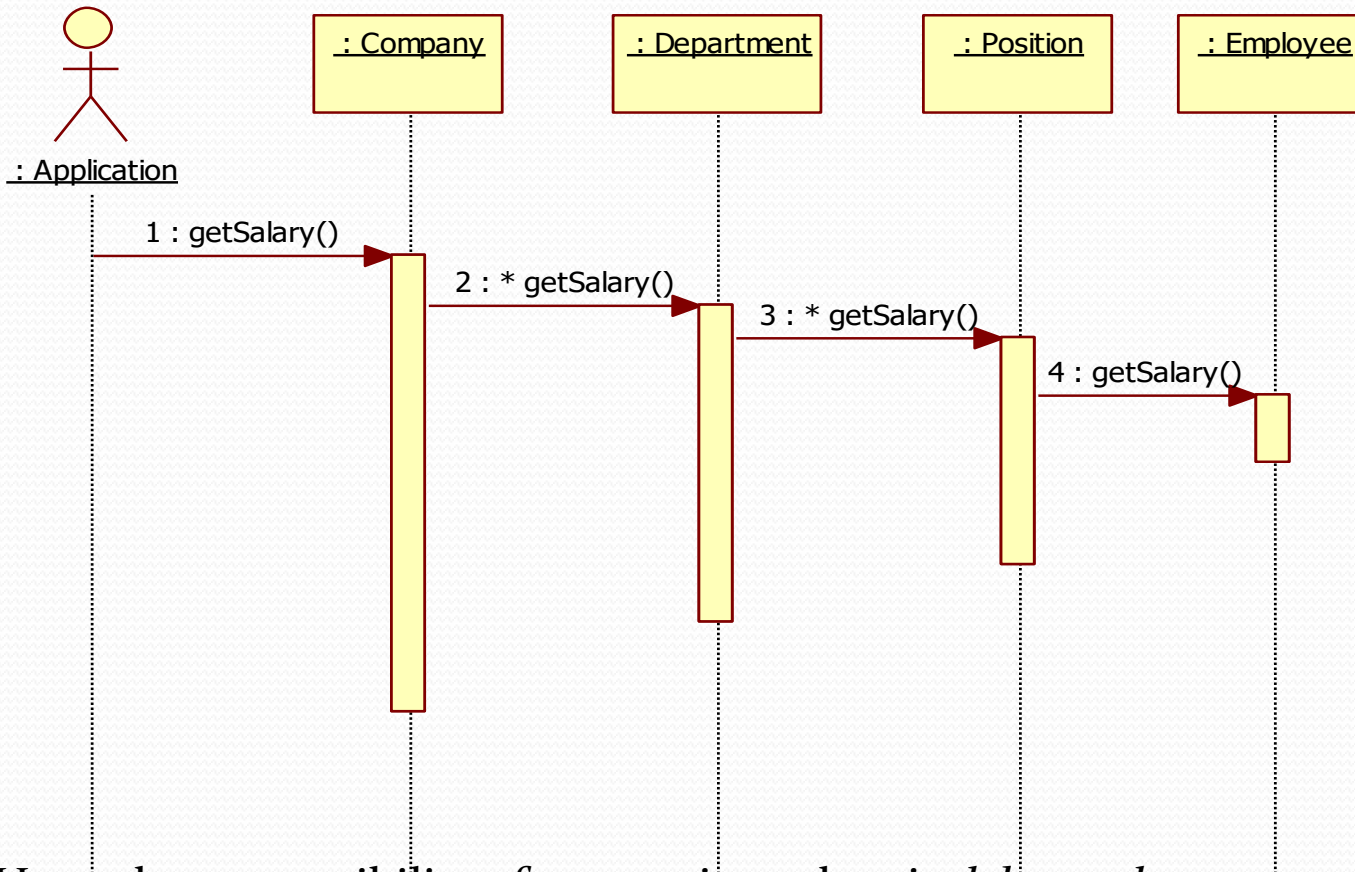 : Company
: Department
: Position
: Employee
: Application
1 : getSalary()
2 : * getSalary()
3 : * getSalary()
4 : getSalary()